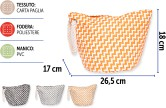 TESSUTO:
CARTA PAGLIA
FODERA:
POLIESTERE
MANICO:
PVC
18 cm
17 cm
26,5 cm